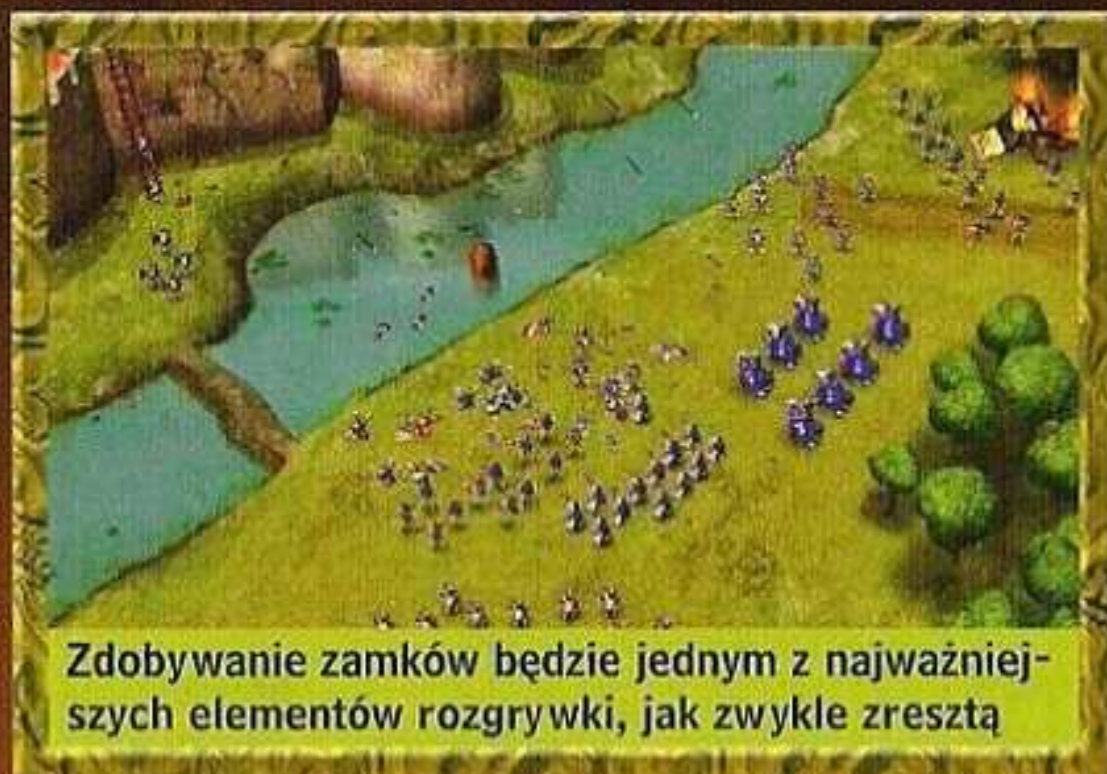 Zdobywanie zamków będzie jednym z najważniej-
szych elementów rozgrywki, jak zwykle zresztą